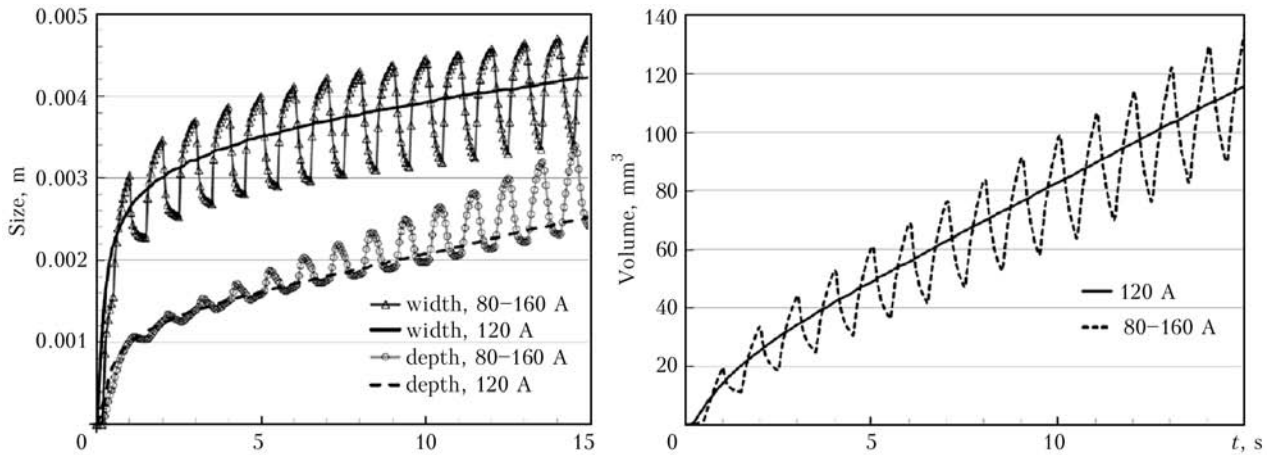 0.005
0.004
0.003
0.002
0.001
0
5
10
15
Size, m
width, 80–160 A
width, 120 A
depth, 80–160 A
depth, 120 A
140
120
100
80
60
40
20
0
5
10
t, s
Volume, mm³
120 A
80–160 A